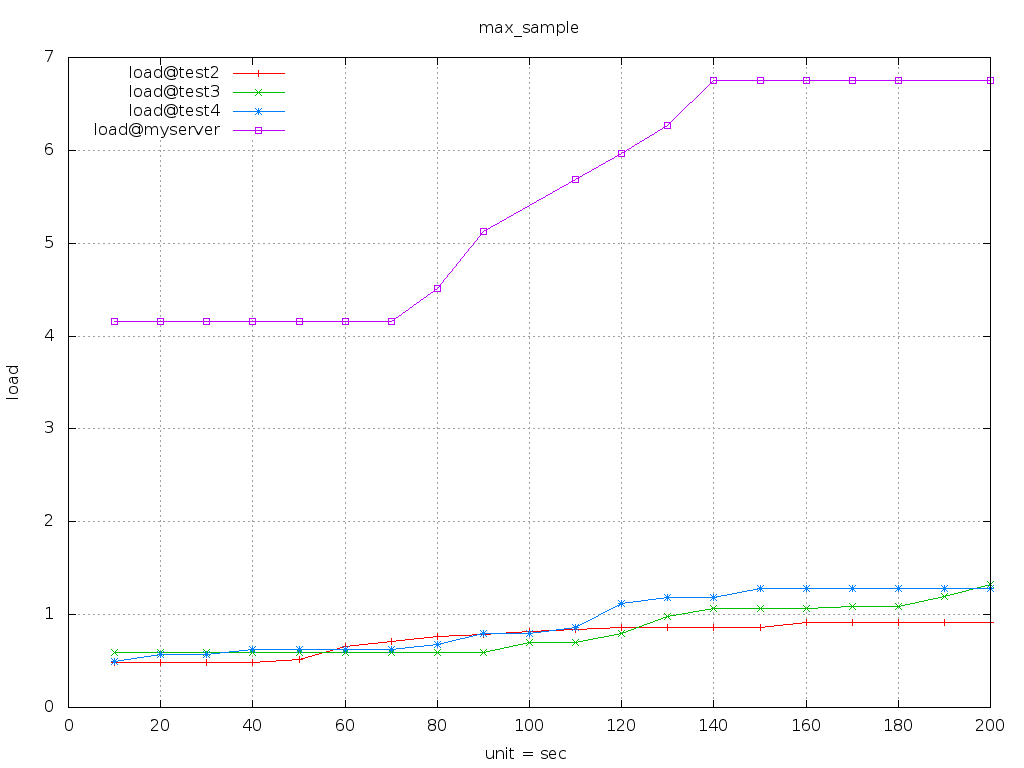 max_sample
load@test2
load@test3
load@test4
load@myserver
7
6
5
4
3
2
1
0
load
0 20 40 60 80 100 120 140 160 180 200
unit = sec